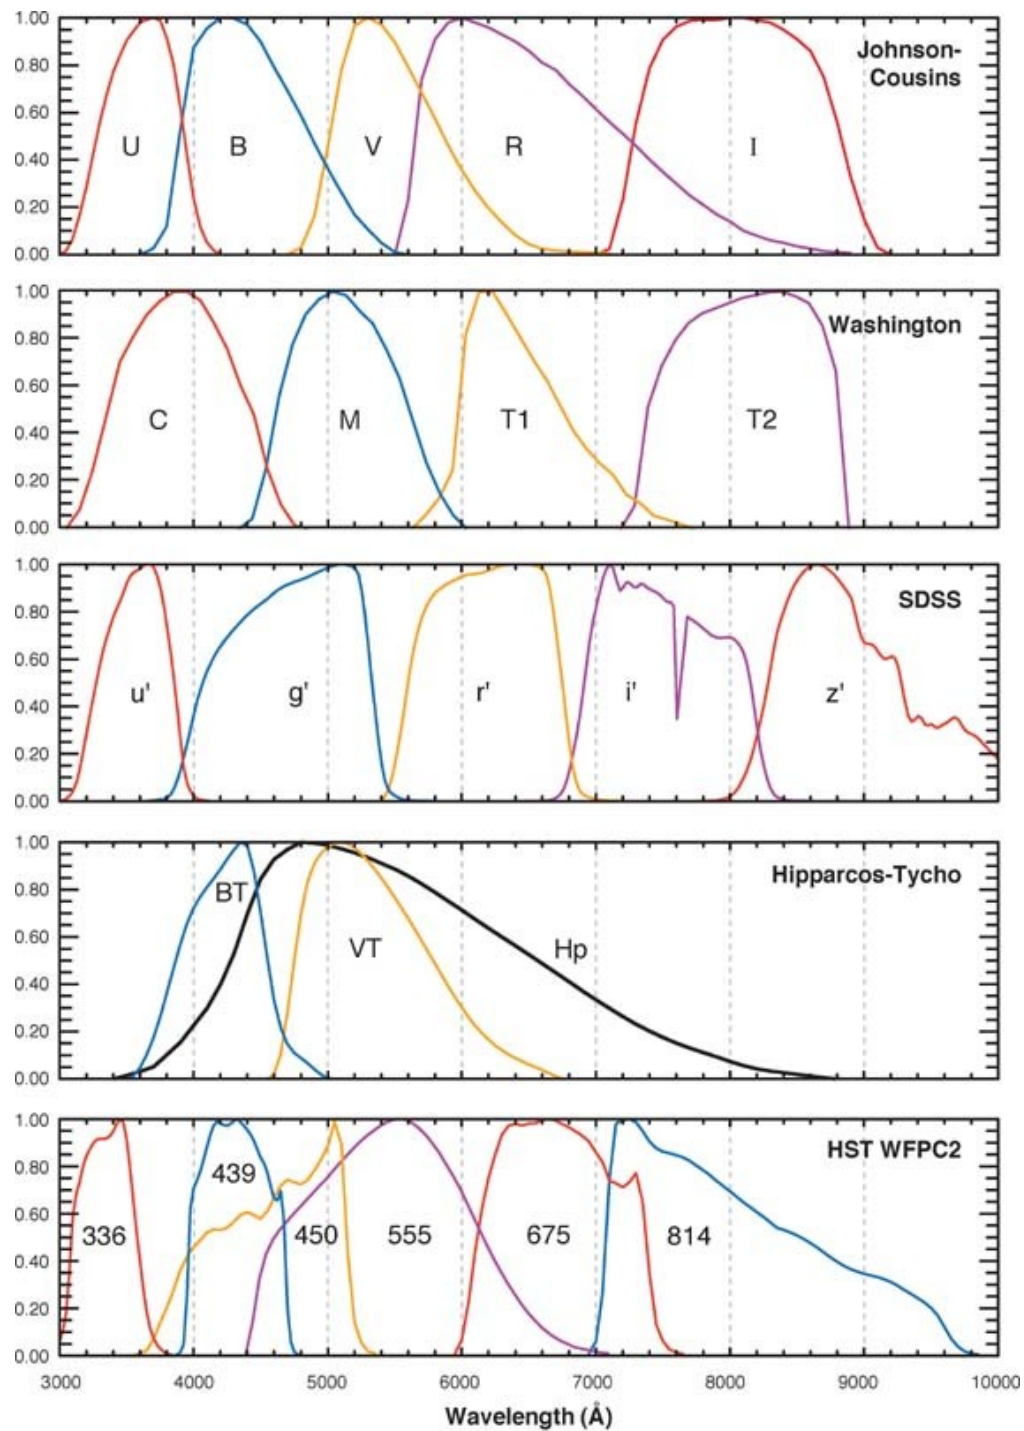 1.00
0.80
0.60
0.40
0.20
0.00
Johnson-
Cousins
U B V R I
1.00
0.80
0.60
0.40
0.20
0.00
Washington
C M T1 T2
1.00
0.80
0.60
0.40
0.20
0.00
SDSS
u' g' r' i' z'
1.00
0.80
0.60
0.40
0.20
0.00
Hipparcos-Tycho
BT
VT Hp
1.00
0.80
0.60
0.40
0.20
0.00
HST WFPC2
439
336 450 555 675 814
3000 4000 5000 6000 7000 8000 9000 10000
Wavelength (Å)